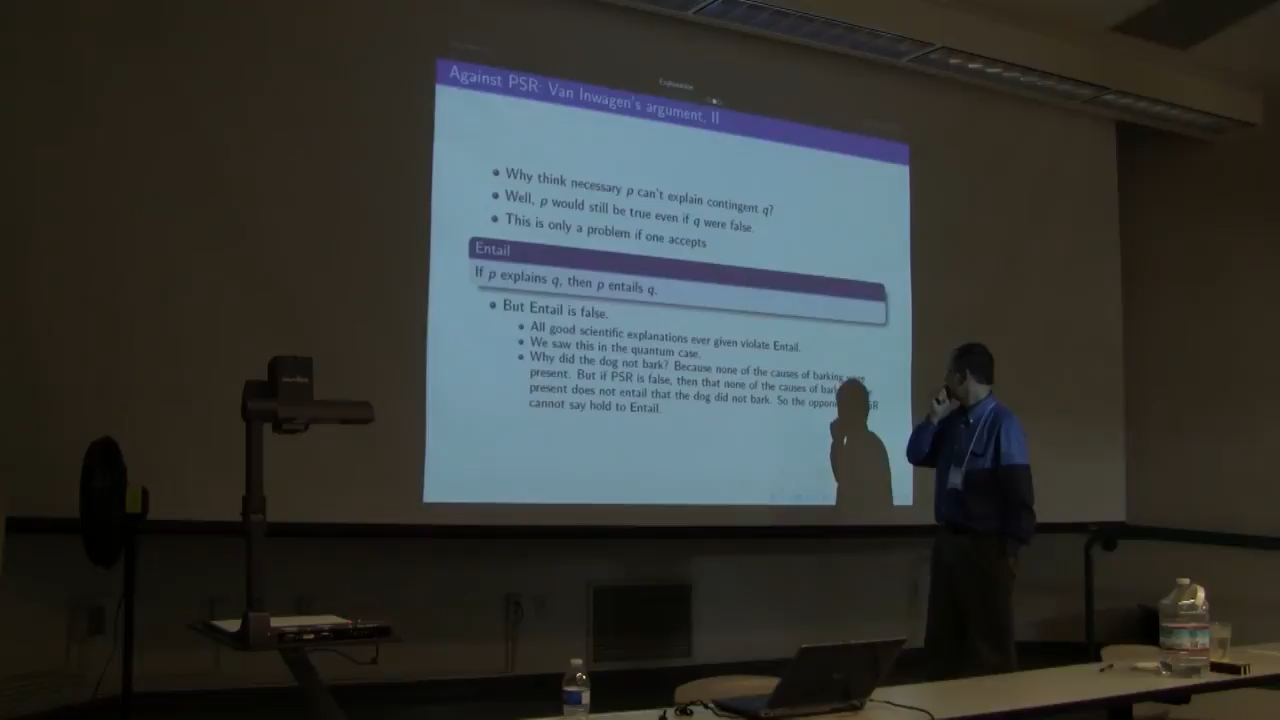 Explanation
Against PSR: Van Inwagen's argument, II
Why think necessary p can't explain contingent q?
Well, p would still be true even if q were false.
This is only a problem if one accepts
Entail
If p explains q, then p entails q.
But Entail is false.
All good scientific explanations ever given violate Entail.
We saw this in the quantum case.
Why did the dog not bark? Because none of the causes of barking were
present. But if PSR is false, then that none of the causes of
present does not entail that the dog did not bark. So the
cannot say hold to Entail.